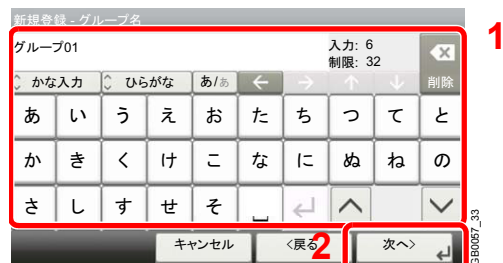 新規登録 - グループ名
1
グループ01
入力: 6
制限: 32
かな入力 ひらがな あ/ぁ ← → ↑ ↓ 削除
あ い う え お た ち つ て と
か き く け こ な に ぬ ね の
さ し す せ そ
キャンセル <戻る 2 次へ>
GB0057_33